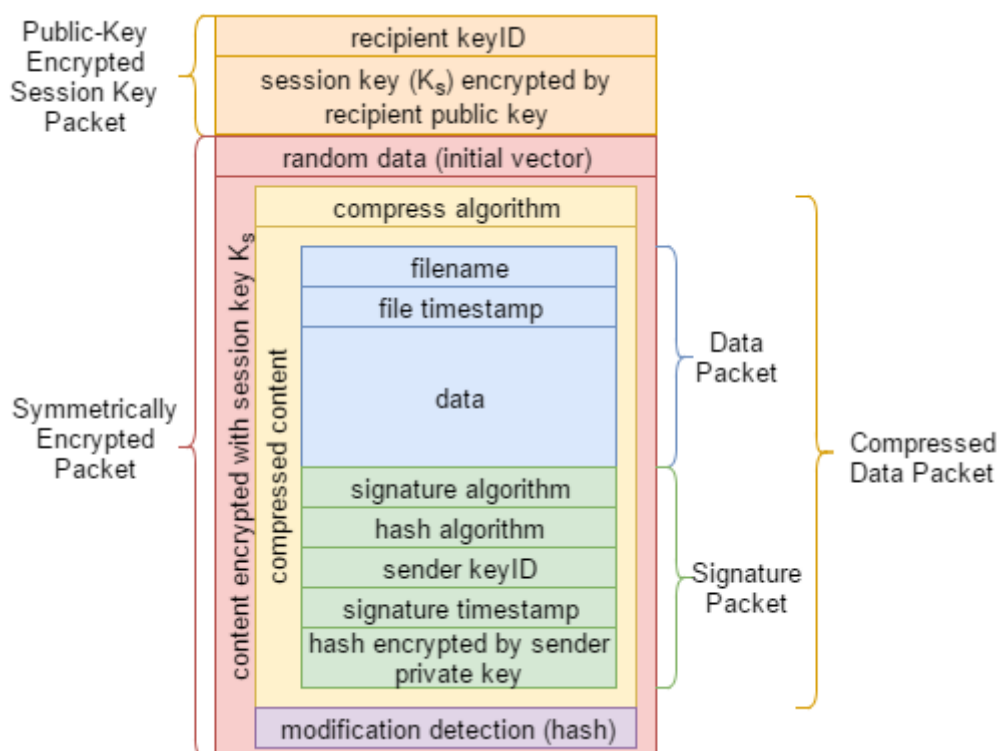 Public-Key
Encrypted
Session Key
Packet
recipient keyID
session key (Ks) encrypted by
recipient public key
random data (initial vector)
Symmetrically
Encrypted
Packet
content encrypted with session key Ks
compress algorithm
compressed content
filename
file timestamp
data
signature algorithm
hash algorithm
sender keyID
signature timestamp
hash encrypted by sender
private key
modification detection (hash)
Data
Packet
Signature
Packet
Compressed
Data Packet